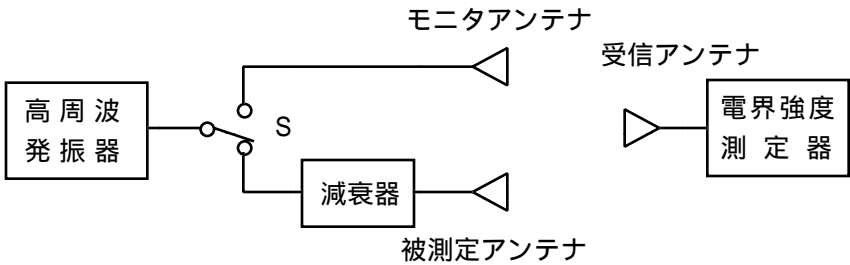 モニタアンテナ
受信アンテナ
高周波
発振器
S
電界強度
測定器
減衰器
被測定アンテナ